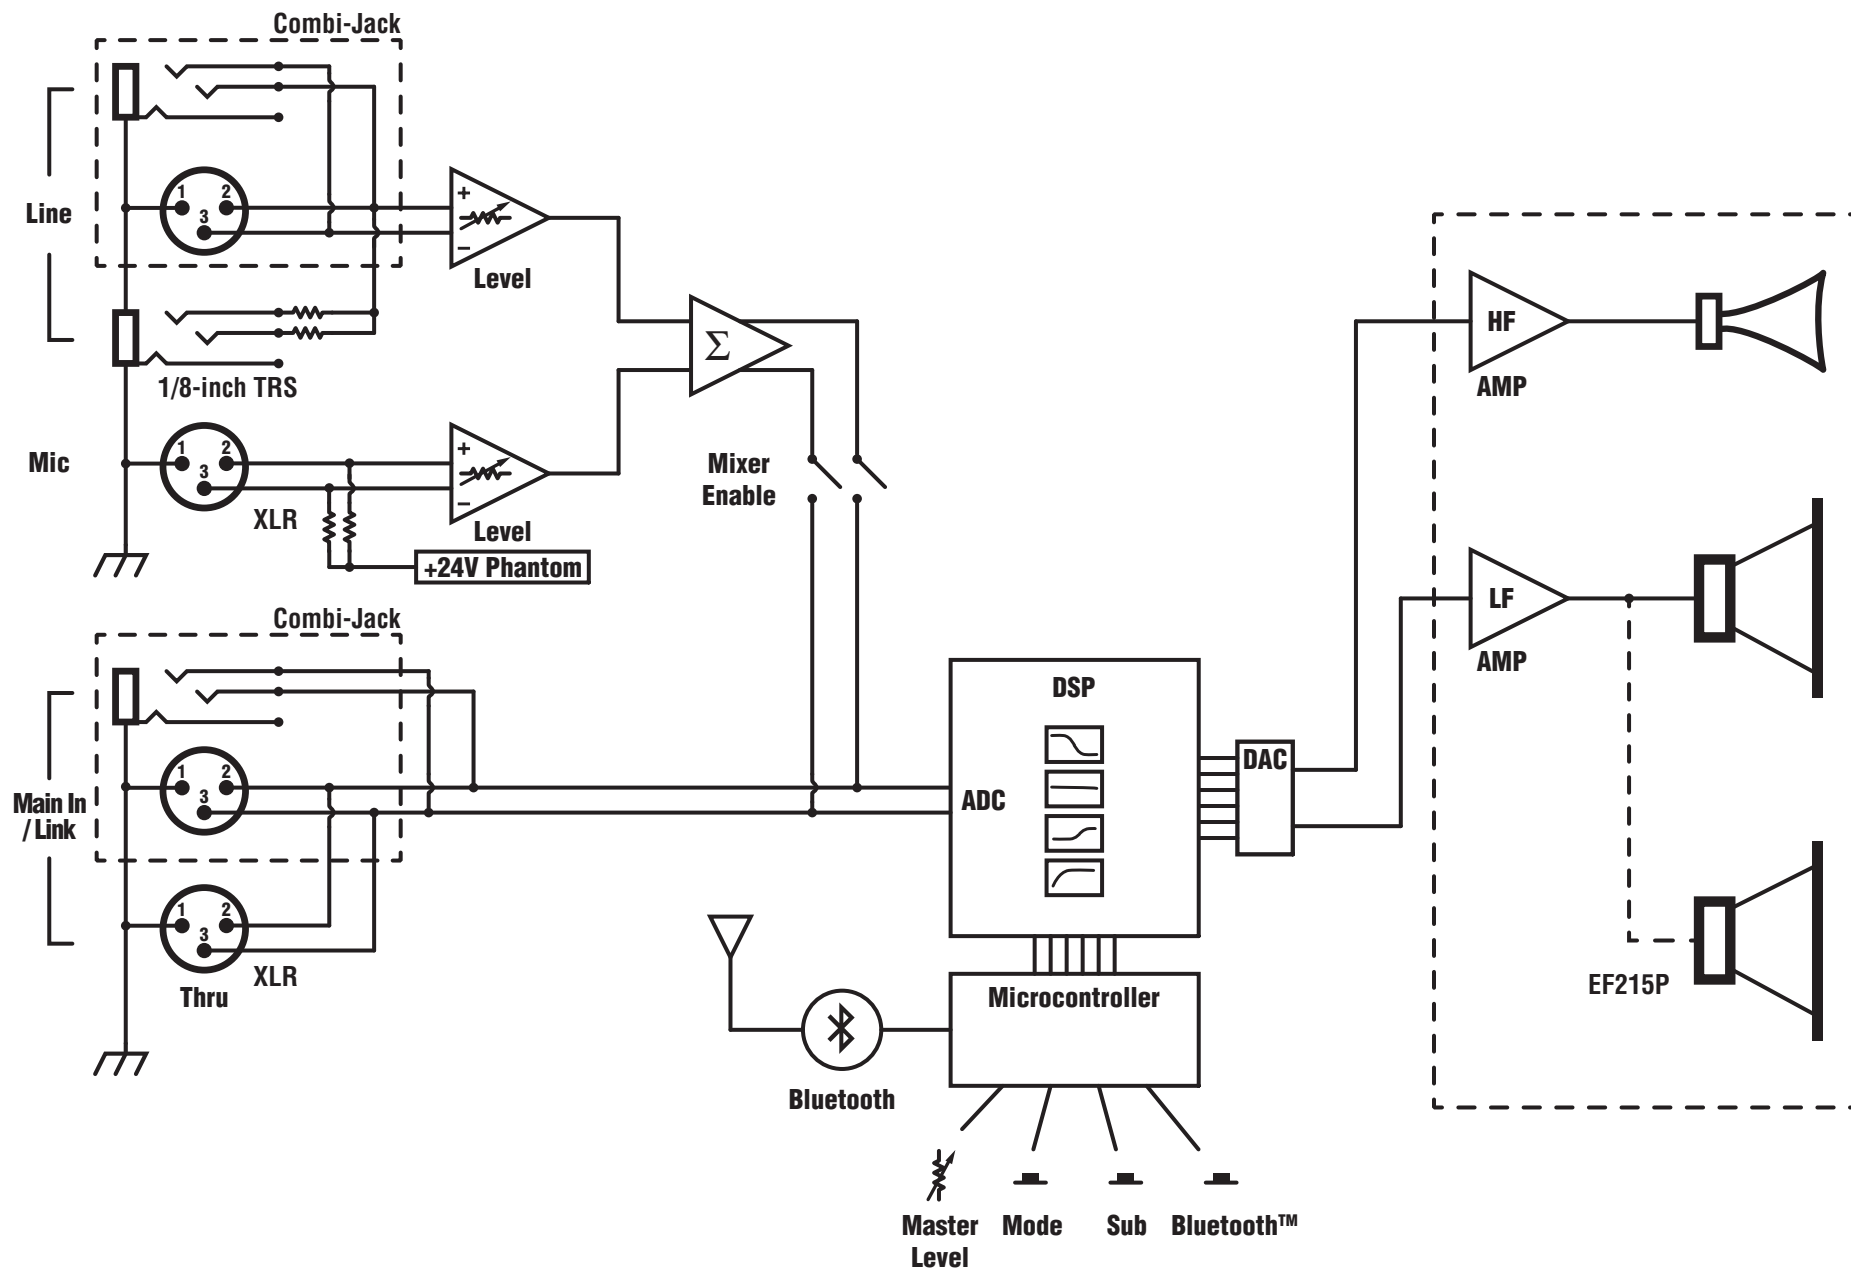 Combi-Jack
1 2
3
Line
+
−
Level
1/8-inch TRS
Σ
Mic
1 2
3
XLR
+
−
Level
+24V Phantom
Mixer
Enable
Combi-Jack
1 2
3
Main In
/ Link
1 2
3
XLR
Thru
DSP
ADC
DAC
Microcontroller
Bluetooth
Master
Level
Mode
Sub
Bluetooth™
HF
AMP
LF
AMP
EF215P